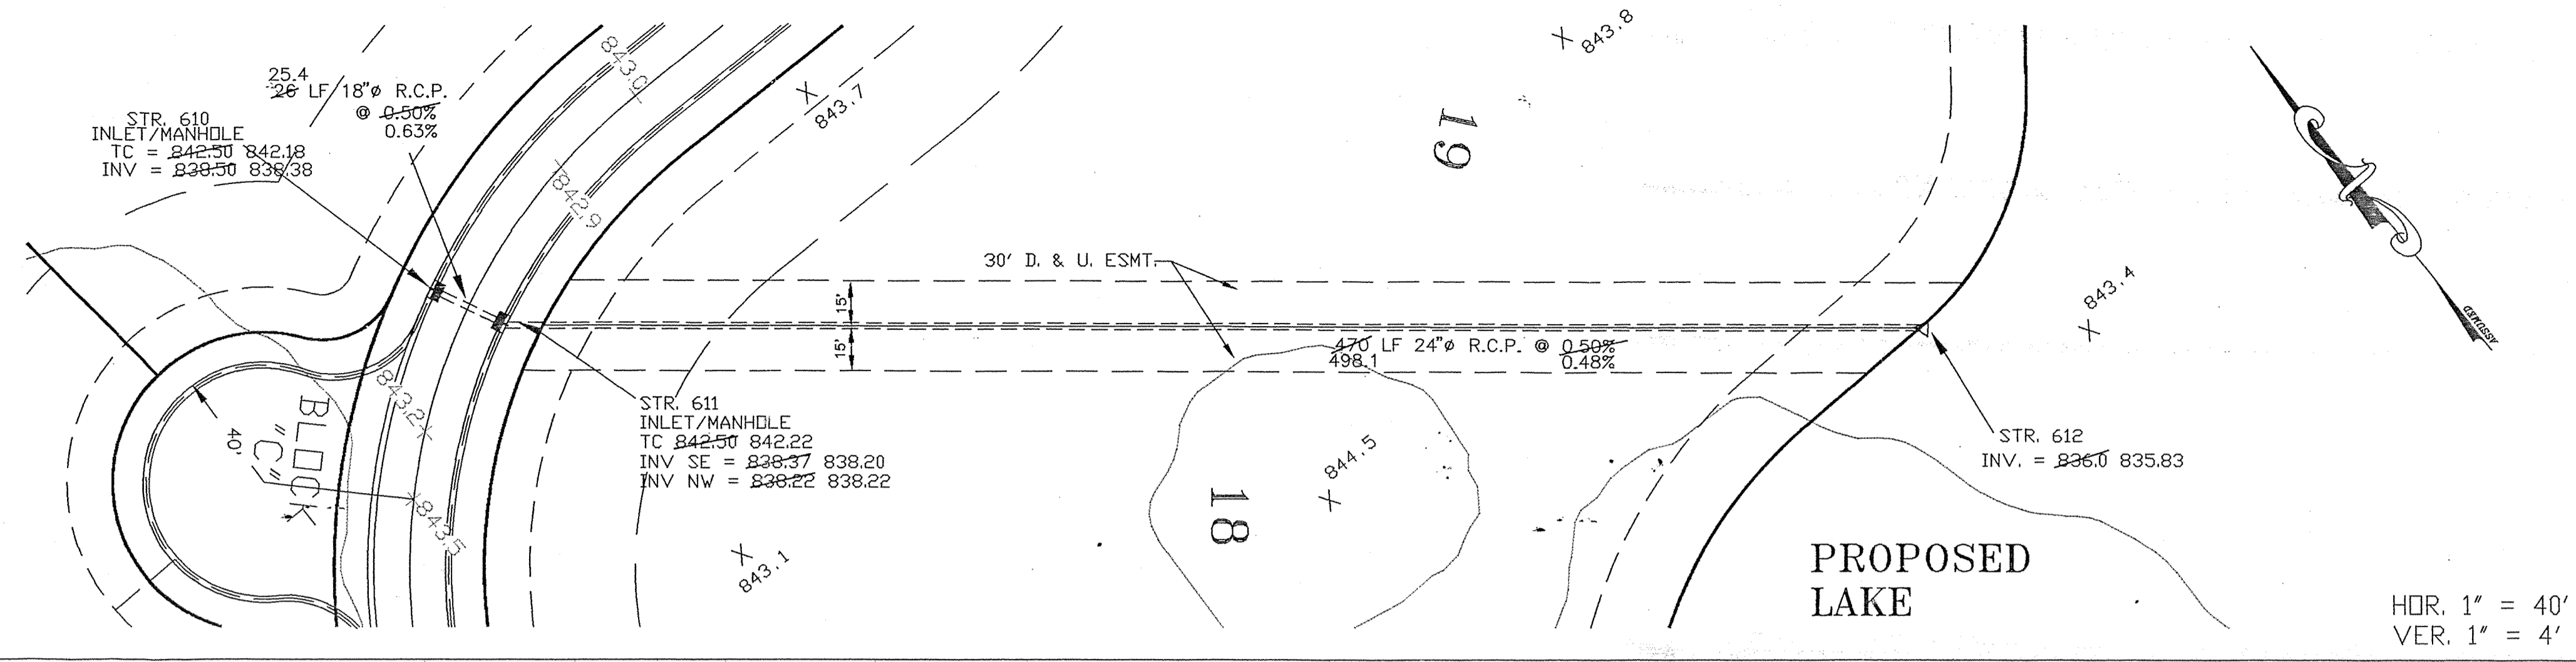 25.4
26 LF 18"ø R.C.P.
@ 0.50%
0.63%
STR. 610
INLET/MANHOLE
TC = 842.50 842.18
INV = 838.50 838.38
843.0
842.9
843.7
843.8
19
30' D. & U. ESMT.
15'
15'
470 LF 24"ø R.C.P. @ 0.50%
498.1 0.48%
843.4
ASSUMED
BLOCK
"C"
40'
843.2
843.5
STR. 611
INLET/MANHOLE
TC 842.50 842.22
INV SE = 838.37 838.20
INV NW = 838.22 838.22
843.1
18
844.5
STR. 612
INV. = 836.0 835.83
PROPOSED
LAKE
HOR. 1" = 40'
VER. 1" = 4'